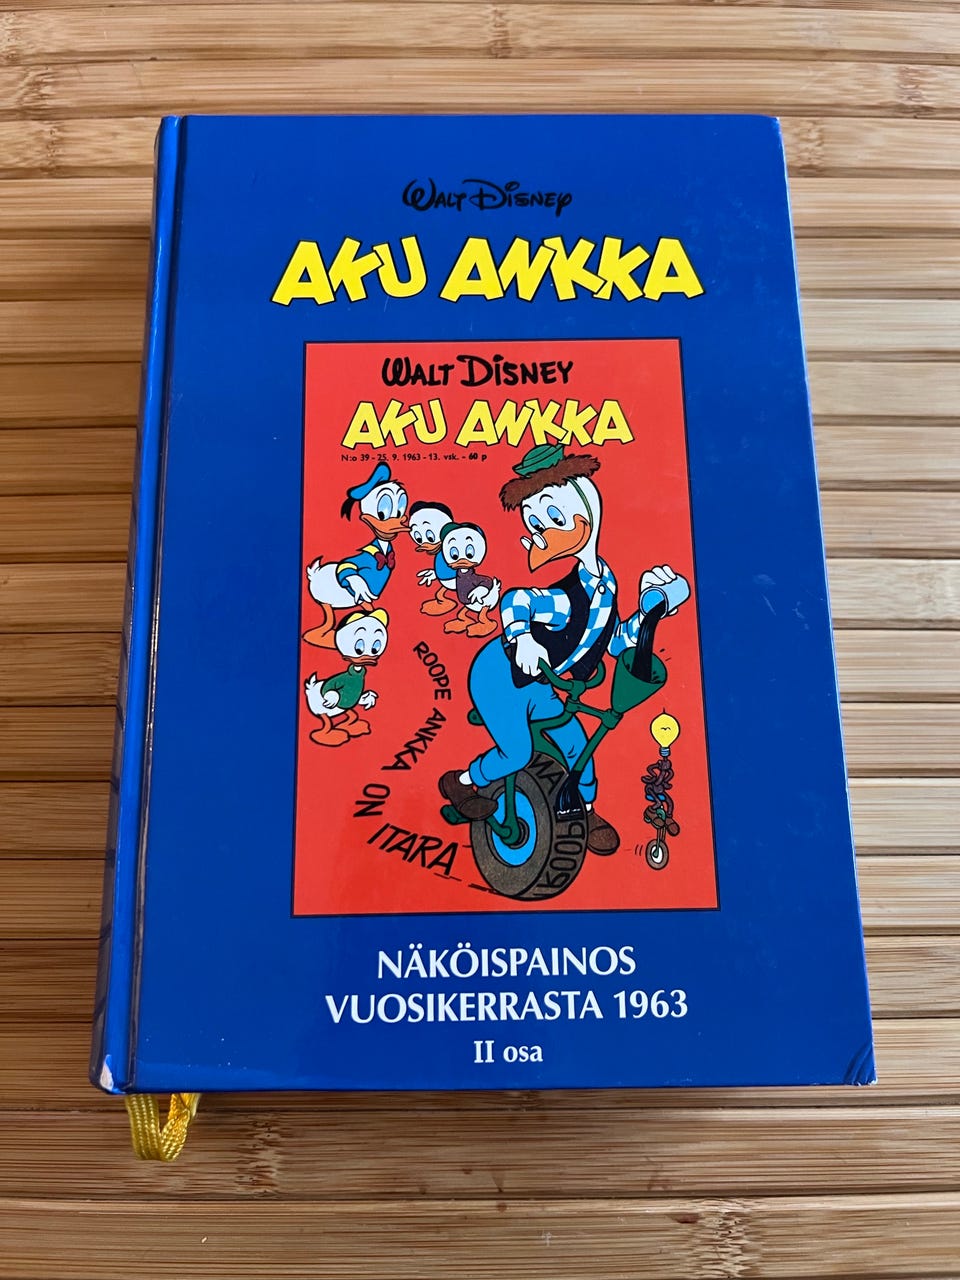 WALT DISNEY
AKU ANKKA
WALT DISNEY
AKU ANKKA
N:o 39 - 25. 9. 1963 - 13. vsk. - 60 p
ROOPE ANKKA ON ITARA
NÄKÖISPAINOS
VUOSIKERRASTA 1963
II osa